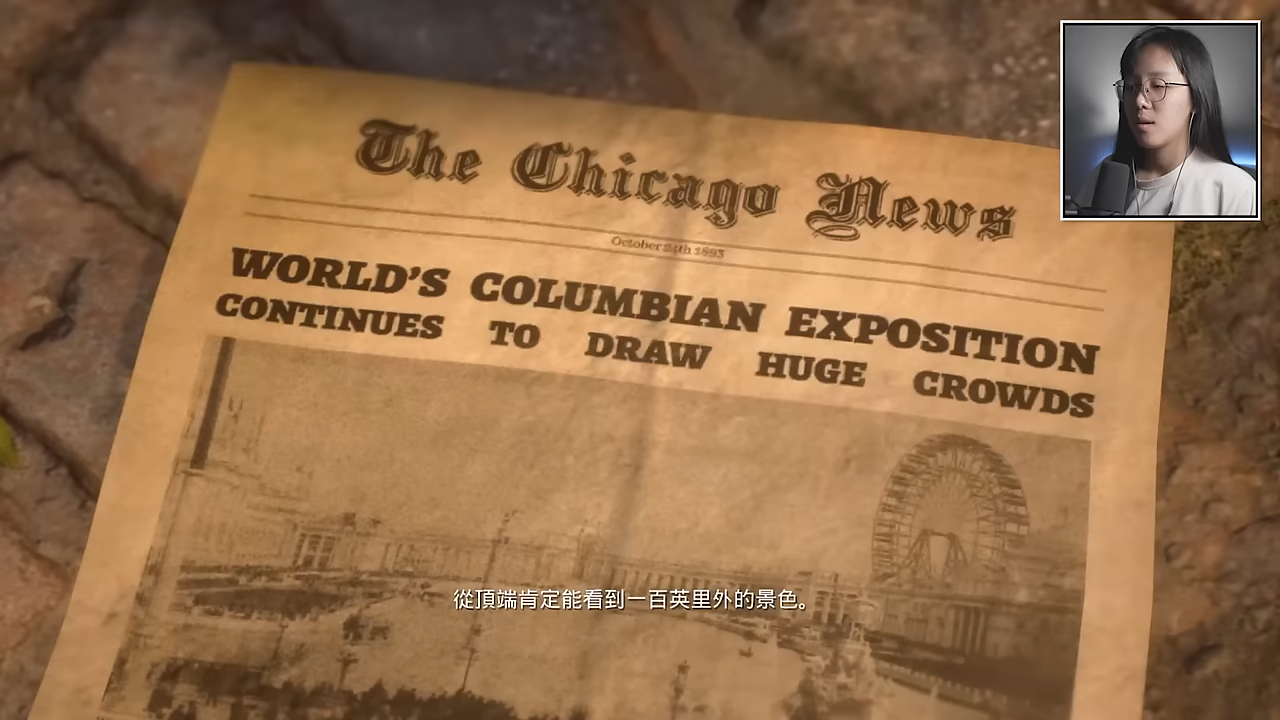 The Chicago News
October 24th 1893
WORLD'S COLUMBIAN EXPOSITION
CONTINUES TO DRAW HUGE CROWDS
從頂端肯定能看到一百英里外的景色。